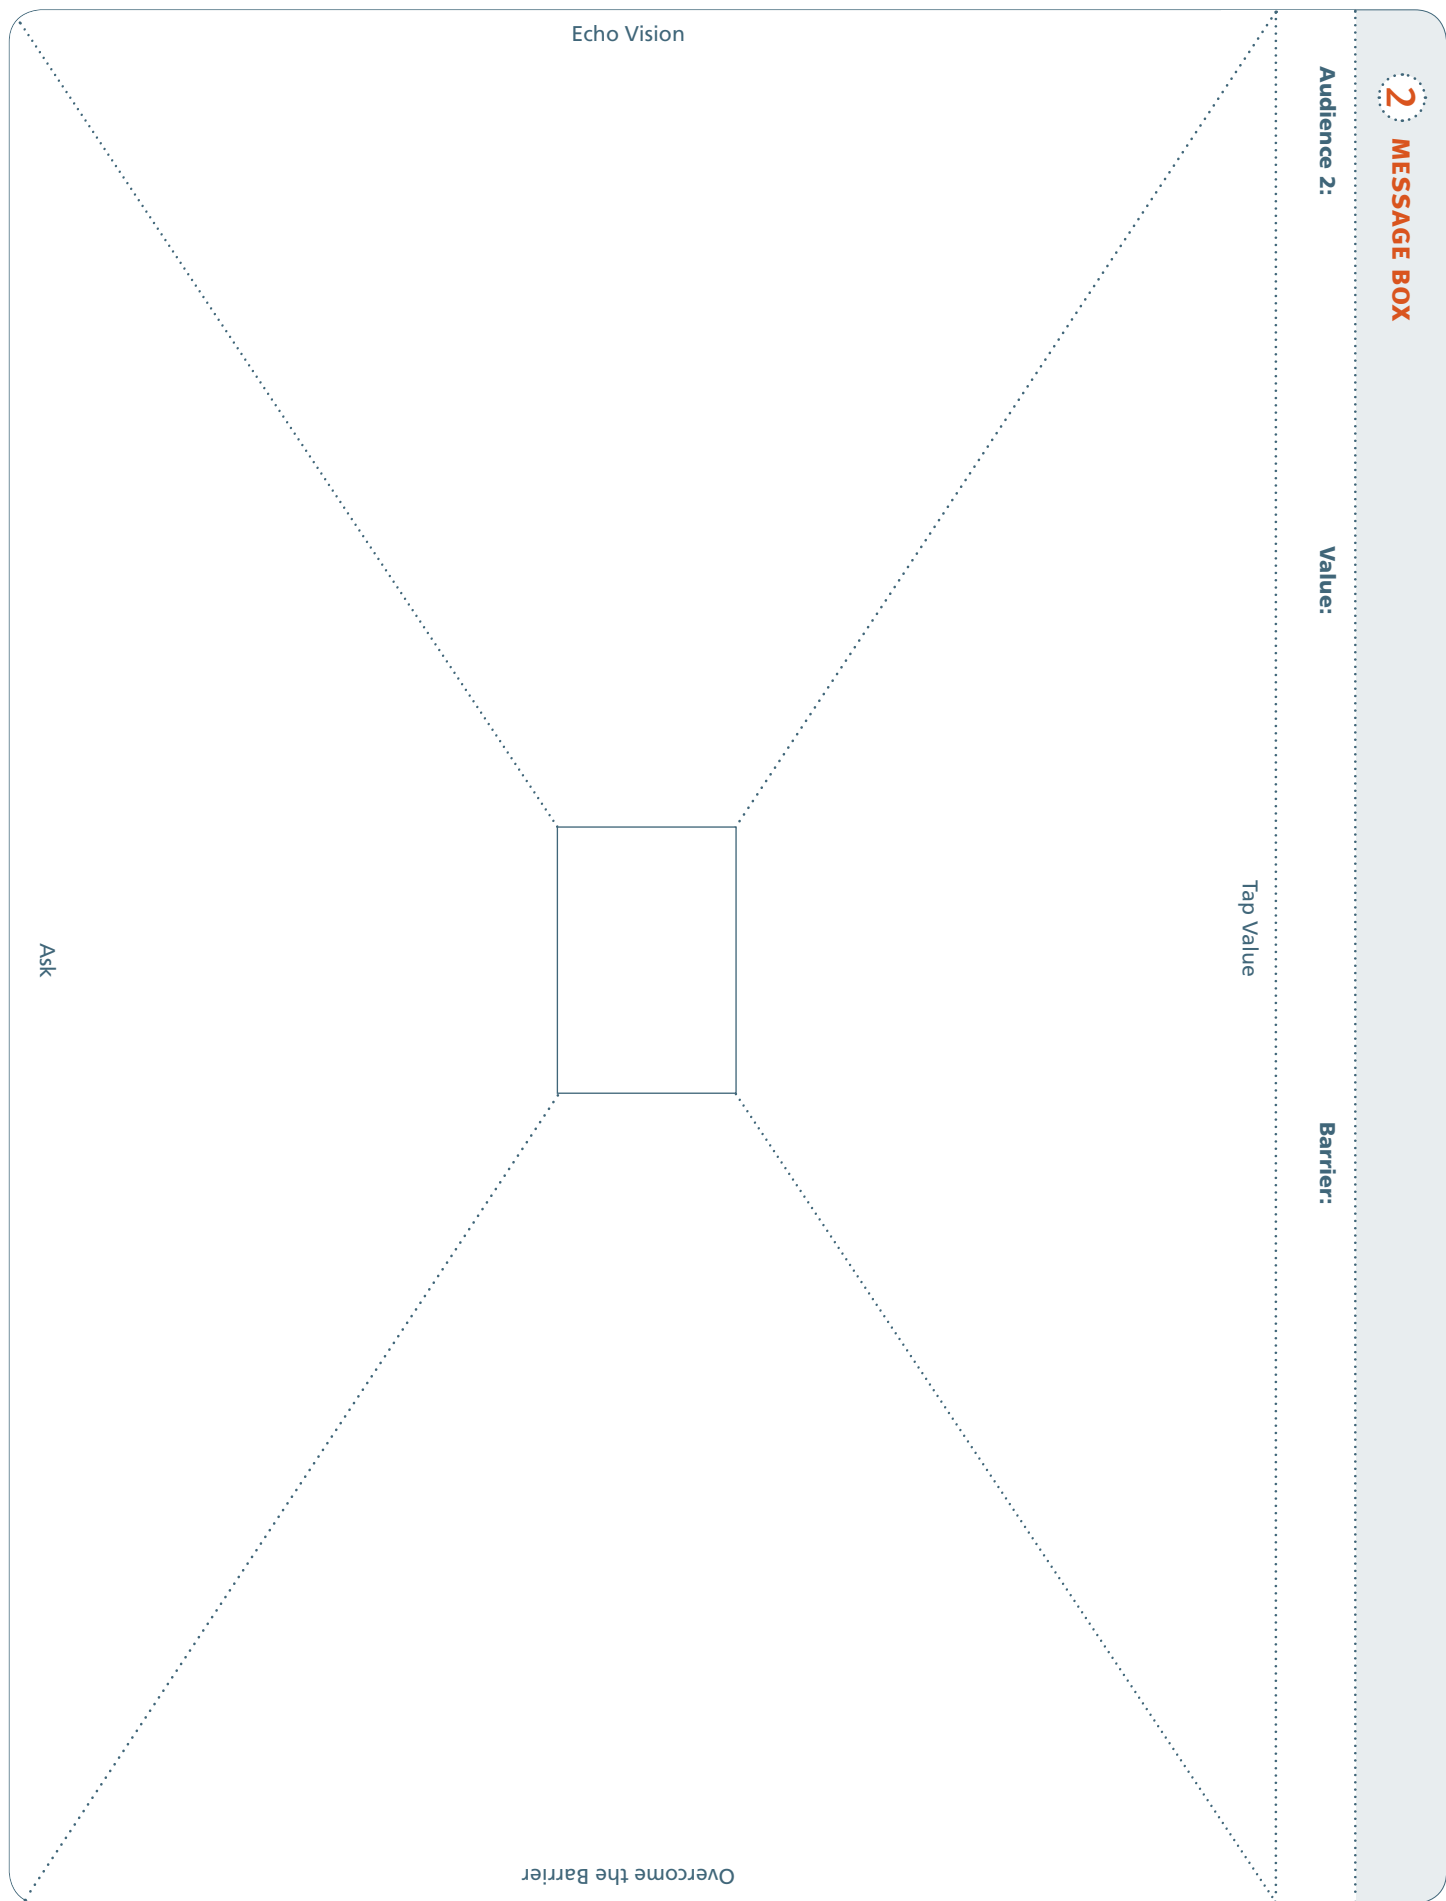 2 MESSAGE BOX
Audience 2: Value: Barrier:
Tap Value
Echo Vision
Overcome the Barrier
Ask